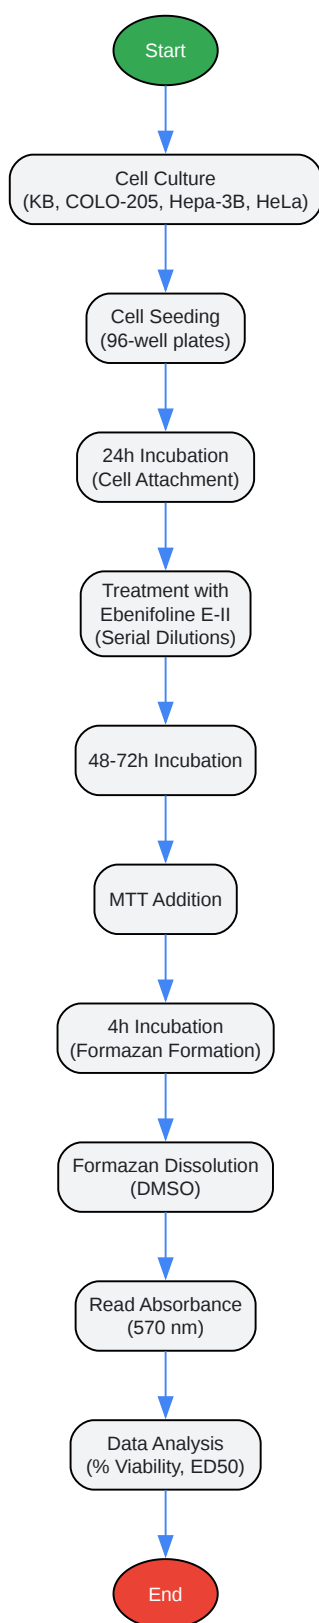 Start
Cell Culture
(KB, COLO-205, Hepa-3B, HeLa)
Cell Seeding
(96-well plates)
24h Incubation
(Cell Attachment)
Treatment with
Ebenifoline E-II
(Serial Dilutions)
48-72h Incubation
MTT Addition
4h Incubation
(Formazan Formation)
Formazan Dissolution
(DMSO)
Read Absorbance
(570 nm)
Data Analysis
(% Viability, ED50)
End